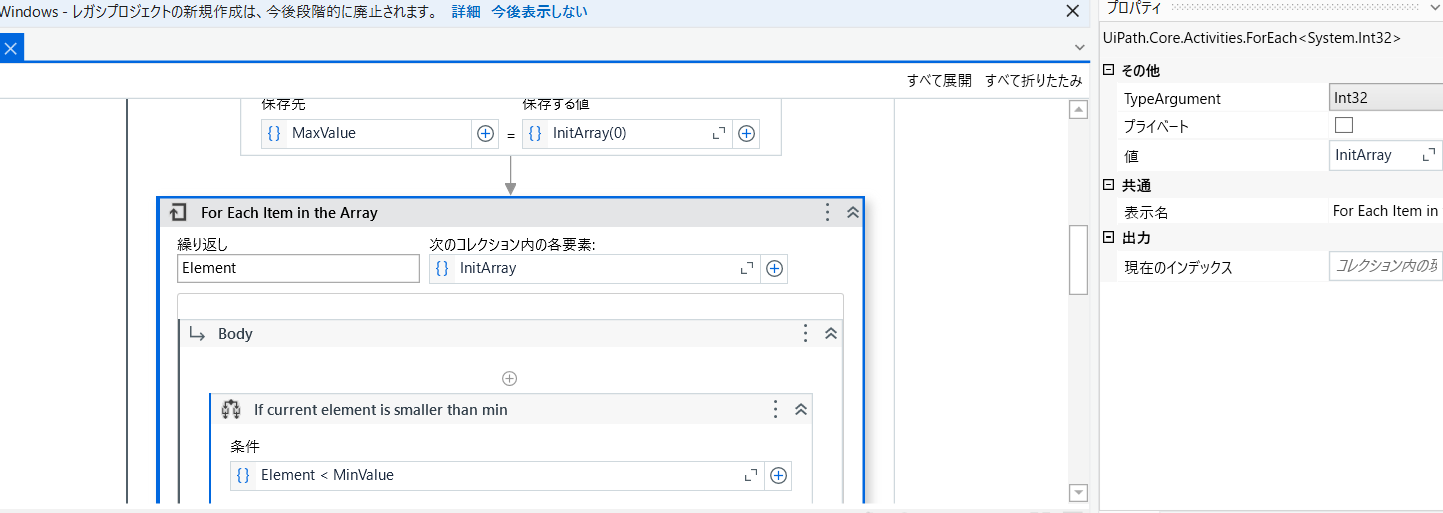 Windows - レガシプロジェクトの新規作成は、今後段階的に廃止されます。 詳細 今後表示しない
プロパティ
UiPath.Core.Activities.ForEach<System.Int32>
すべて展開 すべて折りたたみ
その他
TypeArgument Int32
プライベート
値 InitArray
共通
表示名 For Each Item in
出力
現在のインデックス コレクション内の現
保存先 保存する値
MaxValue = InitArray(0)
For Each Item in the Array
繰り返し 次のコレクション内の各要素:
Element InitArray
Body
If current element is smaller than min
条件
Element < MinValue